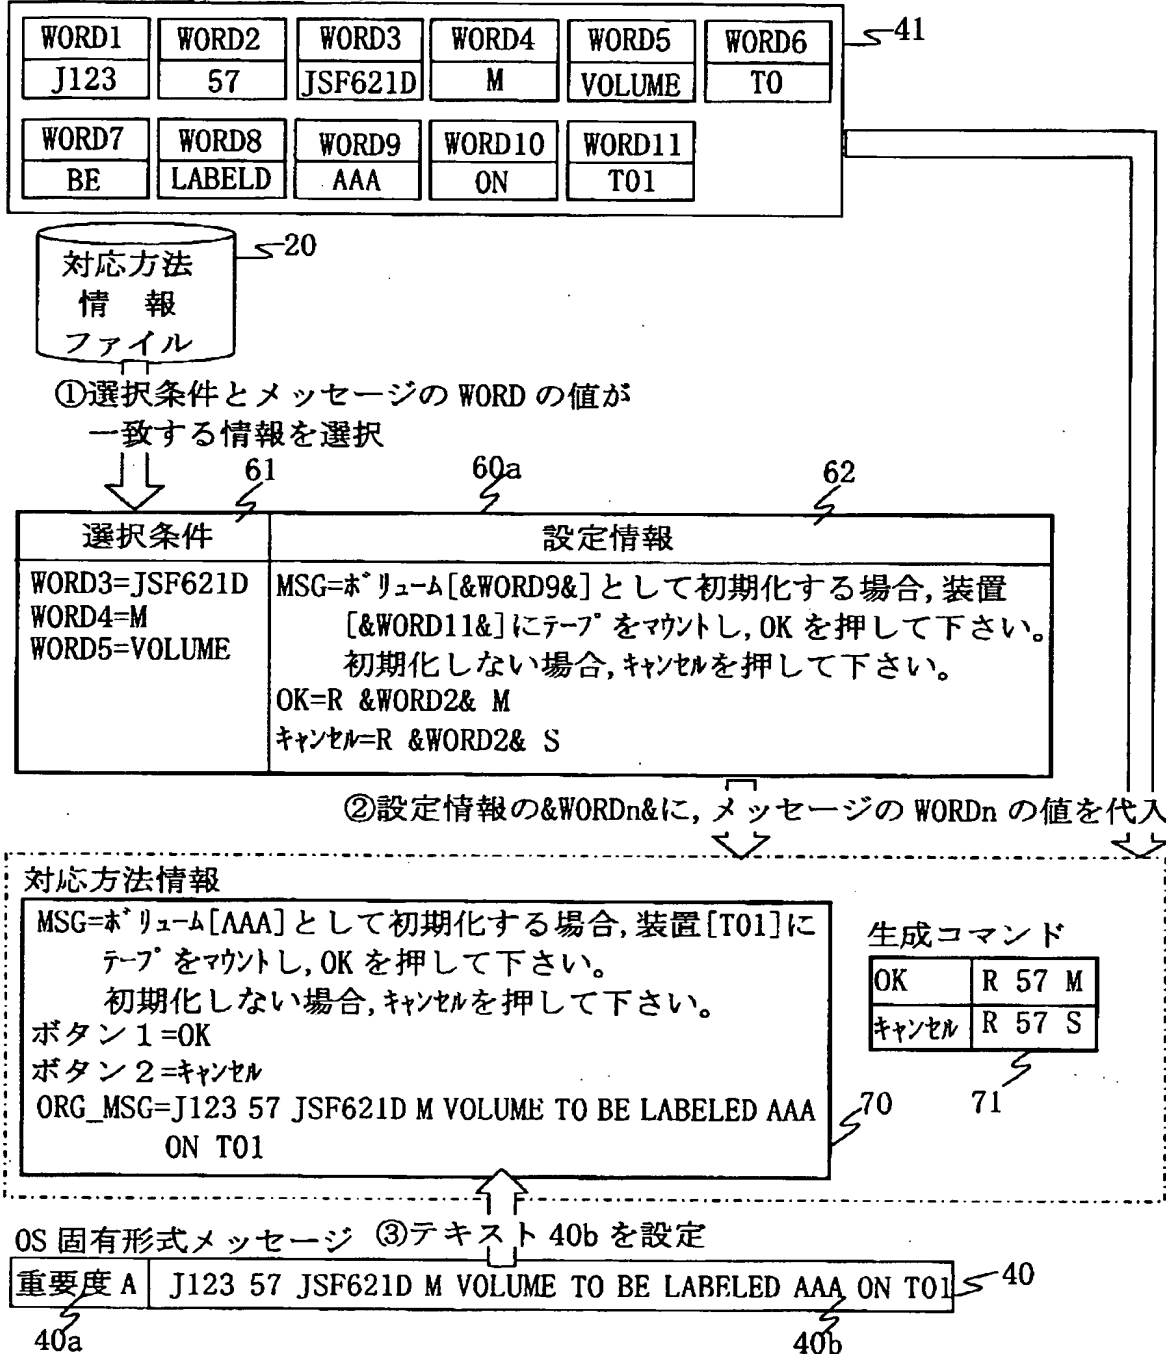 WORD1 WORD2 WORD3 WORD4 WORD5 WORD6 41
J123 57 JSF621D M VOLUME TO
WORD7 WORD8 WORD9 WORD10 WORD11
BE LABELD AAA ON T01
20
対応方法
情 報
ファイル
①選択条件とメッセージの WORD の値が
一致する情報を選択
61 60a 62
選択条件 設定情報
WORD3=JSF621D
WORD4=M
WORD5=VOLUME
MSG=ボリューム[&WORD9&]として初期化する場合,装置
[&WORD11&]にテープをマウントし,OKを押して下さい。
初期化しない場合,キャンセルを押して下さい。
OK=R &WORD2& M
キャンセル=R &WORD2& S
②設定情報の&WORDn&に,メッセージの WORDn の値を代入
対応方法情報
MSG=ボリューム[AAA]として初期化する場合,装置[T01]に
テープをマウントし,OKを押して下さい。
初期化しない場合,キャンセルを押して下さい。
ボタン1=OK
ボタン2=キャンセル
ORG_MSG=J123 57 JSF621D M VOLUME TO BE LABELED AAA
ON T01
70
生成コマンド
OK R 57 M
キャンセル R 57 S
71
OS 固有形式メッセージ ③テキスト 40b を設定
重要度 A J123 57 JSF621D M VOLUME TO BE LABELED AAA ON T01 40
40a 40b